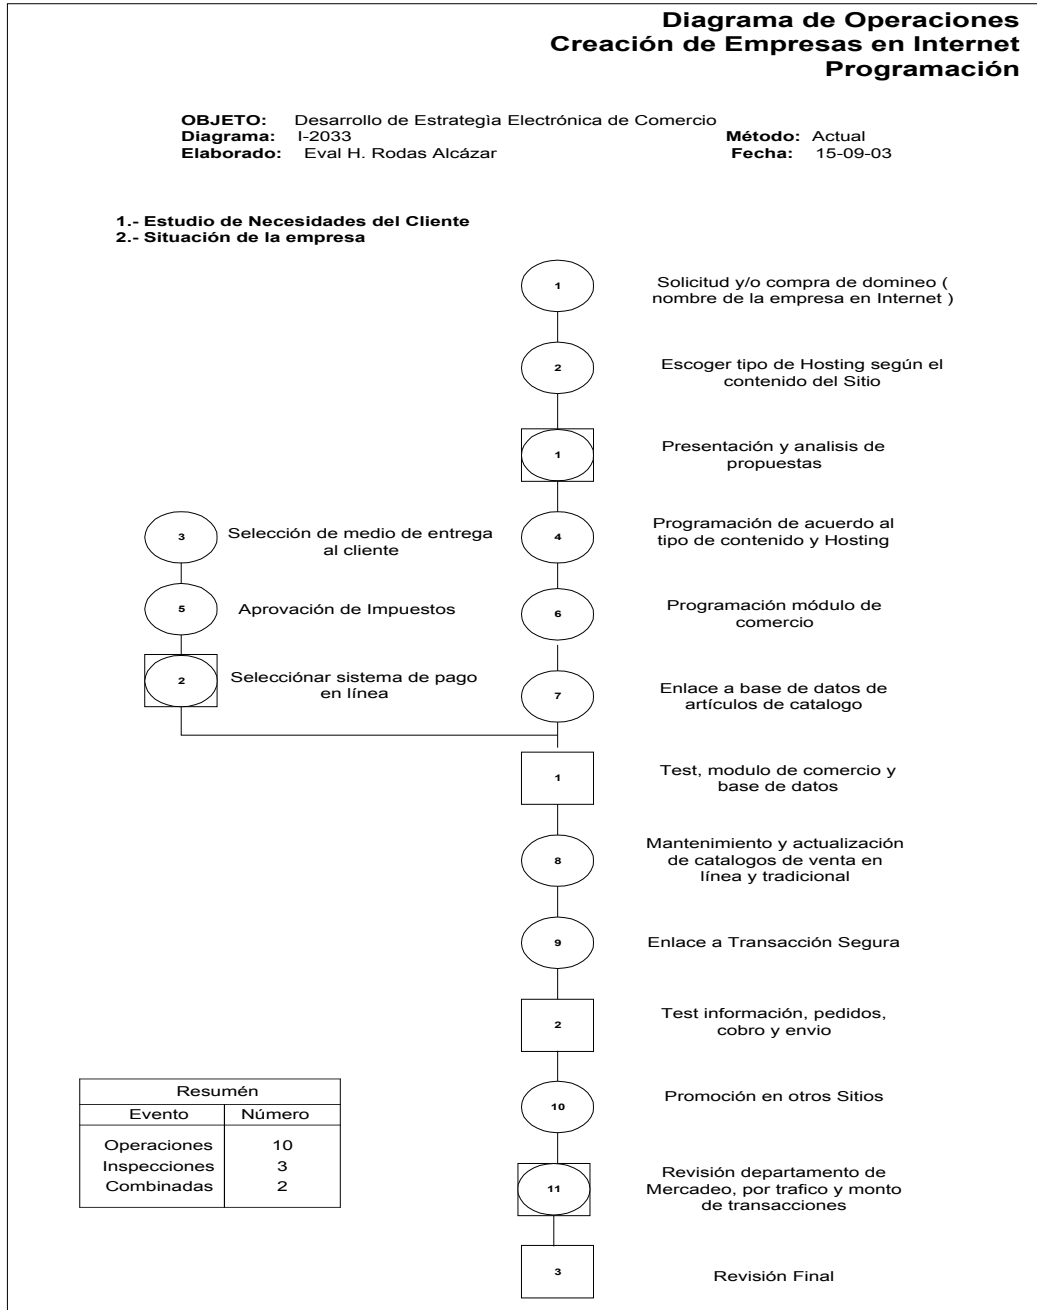 Diagrama de Operaciones
Creación de Empresas en Internet
Programación
OBJETO: Desarrollo de Estrategìa Electrónica de Comercio
Diagrama: I-2033 Método: Actual
Elaborado: Eval H. Rodas Alcázar Fecha: 15-09-03
1.- Estudio de Necesidades del Cliente
2.- Situación de la empresa
1
Solicitud y/o compra de domineo (
nombre de la empresa en Internet )
2
Escoger tipo de Hosting según el
contenido del Sitio
1
Presentación y analisis de
propuestas
3
Selección de medio de entrega
al cliente
4
Programación de acuerdo al
tipo de contenido y Hosting
5
Aprovación de Impuestos
6
Programación módulo de
comercio
2
Selecciónar sistema de pago
en línea
7
Enlace a base de datos de
artículos de catalogo
1
Test, modulo de comercio y
base de datos
8
Mantenimiento y actualización
de catalogos de venta en
línea y tradicional
9
Enlace a Transacción Segura
2
Test información, pedidos,
cobro y envio
10
Promoción en otros Sitios
11
Revisión departamento de
Mercadeo, por trafico y monto
de transacciones
3
Revisión Final
Resumén
Evento Número
Operaciones 10
Inspecciones 3
Combinadas 2